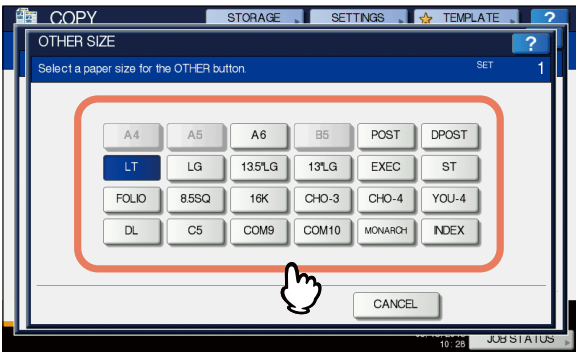 COPY STORAGE SETTINGS TEMPLATE ?
OTHER SIZE ?
Select a paper size for the OTHER button. SET 1
A4 A5 A6 B5 POST DPOST
LT LG 13.5"LG 13"LG EXEC ST
FOLIO 8.5SQ 16K CHO-3 CHO-4 YOU-4
DL C5 COM9 COM10 MONARCH INDEX
CANCEL
10:28 JOB STATUS